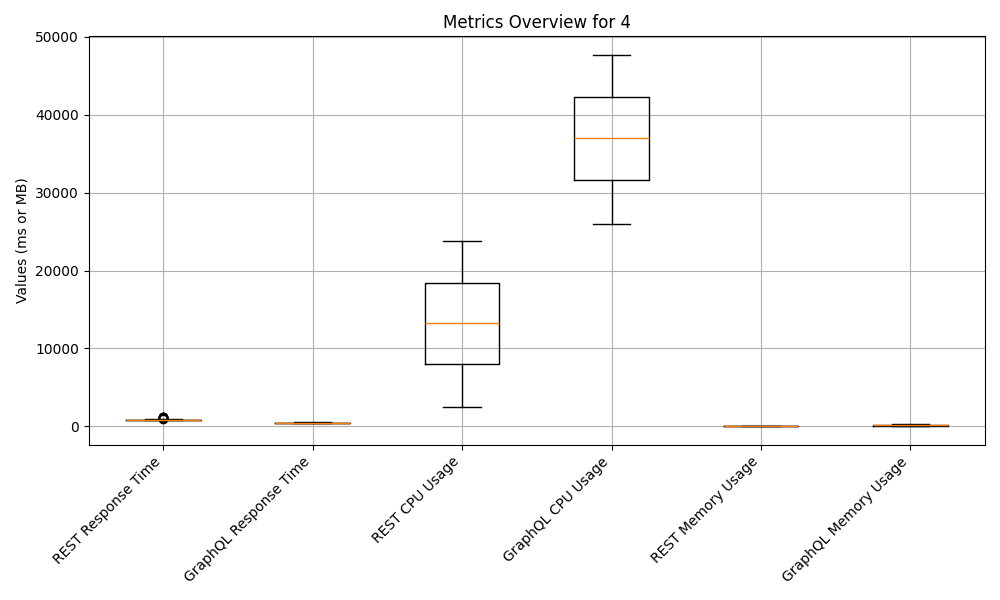 Metrics Overview for 4
Values (ms or MB)
50000
40000
30000
20000
10000
0
REST Response Time
GraphQL Response Time
REST CPU Usage
GraphQL CPU Usage
REST Memory Usage
GraphQL Memory Usage